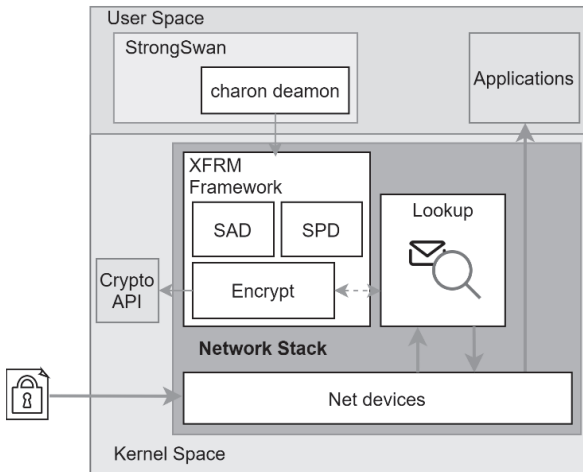 User Space
StrongSwan
charon deamon
Applications
XFRM
Framework
SAD
SPD
Lookup
Crypto
API
Encrypt
Network Stack
Net devices
Kernel Space